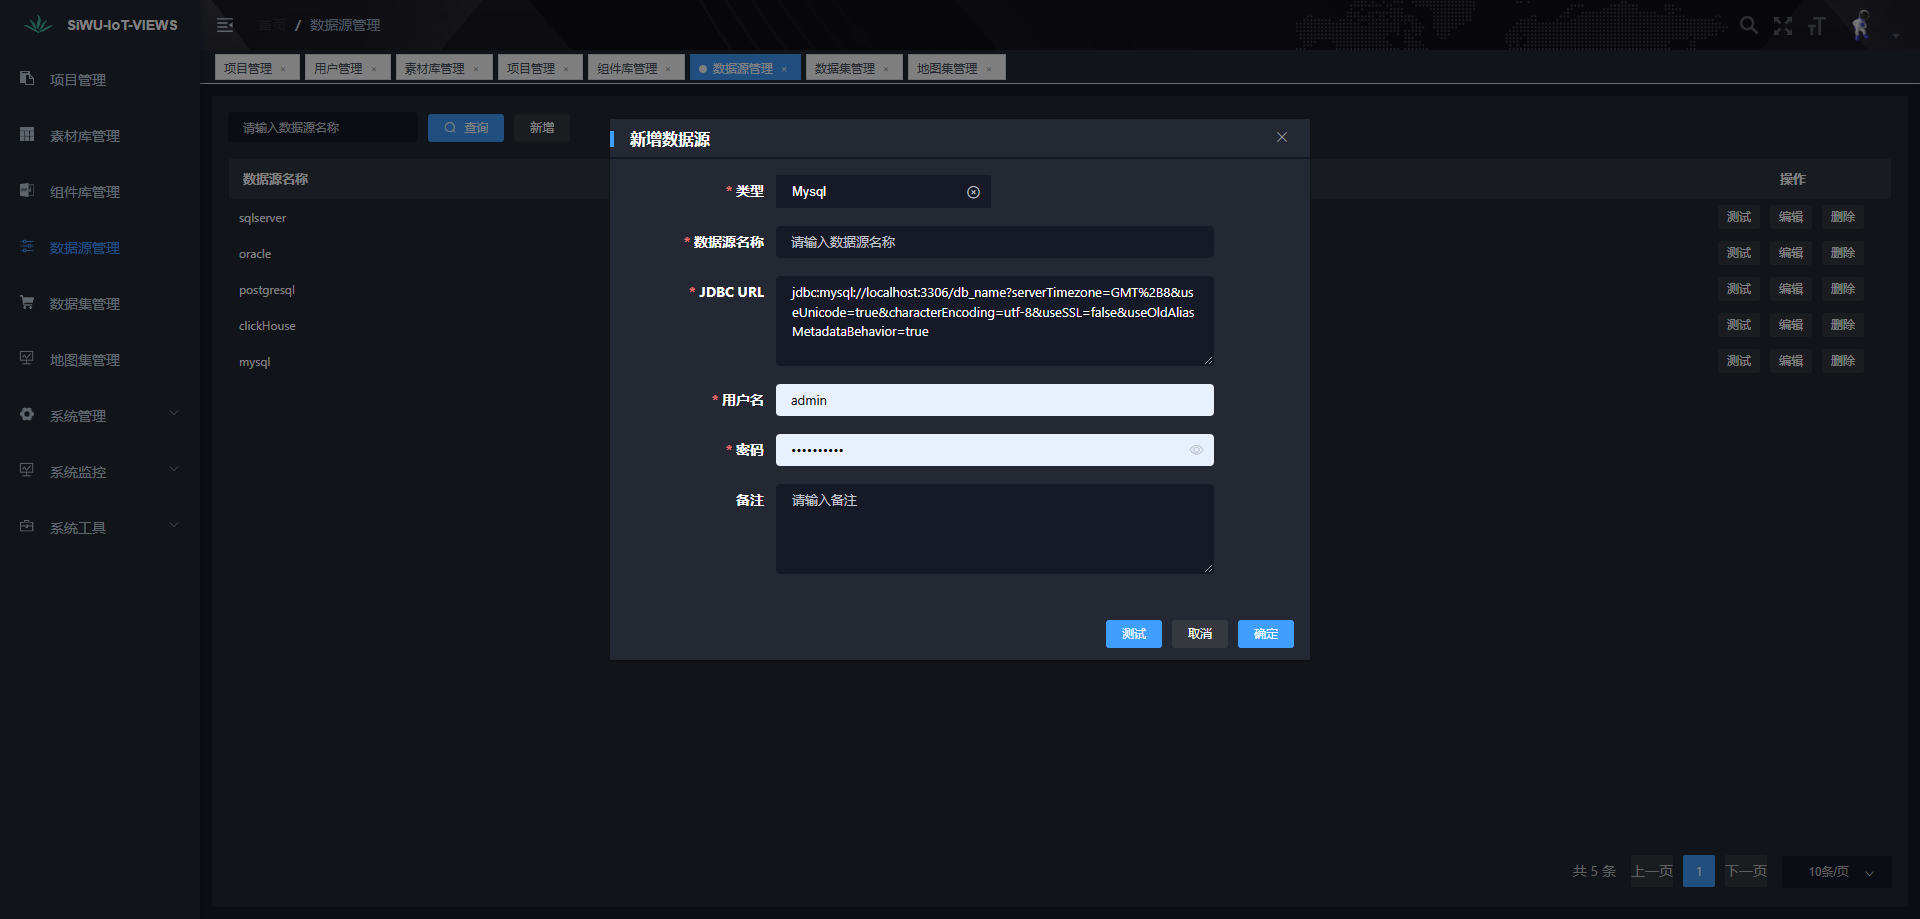 SiWU-IoT-VIEWS
首页 / 数据源管理
项目管理 ×
用户管理 ×
素材库管理 ×
项目管理 ×
组件库管理 ×
数据源管理 ×
数据集管理 ×
地图集管理 ×
项目管理
素材库管理
组件库管理
数据源管理
数据集管理
地图集管理
系统管理
系统监控
系统工具
请输入数据源名称
查询
新增
数据源名称
操作
sqlserver
测试 编辑 删除
oracle
测试 编辑 删除
postgresql
测试 编辑 删除
clickHouse
测试 编辑 删除
mysql
测试 编辑 删除
新增数据源
* 类型
Mysql
* 数据源名称
请输入数据源名称
* JDBC URL
jdbc:mysql://localhost:3306/db_name?serverTimezone=GMT%2B8&us
eUnicode=true&characterEncoding=utf-8&useSSL=false&useOldAlias
MetadataBehavior=true
* 用户名
admin
* 密码
••••••••••
备注
请输入备注
测试
取消
确定
共 5 条
上一页
1
下一页
10条/页